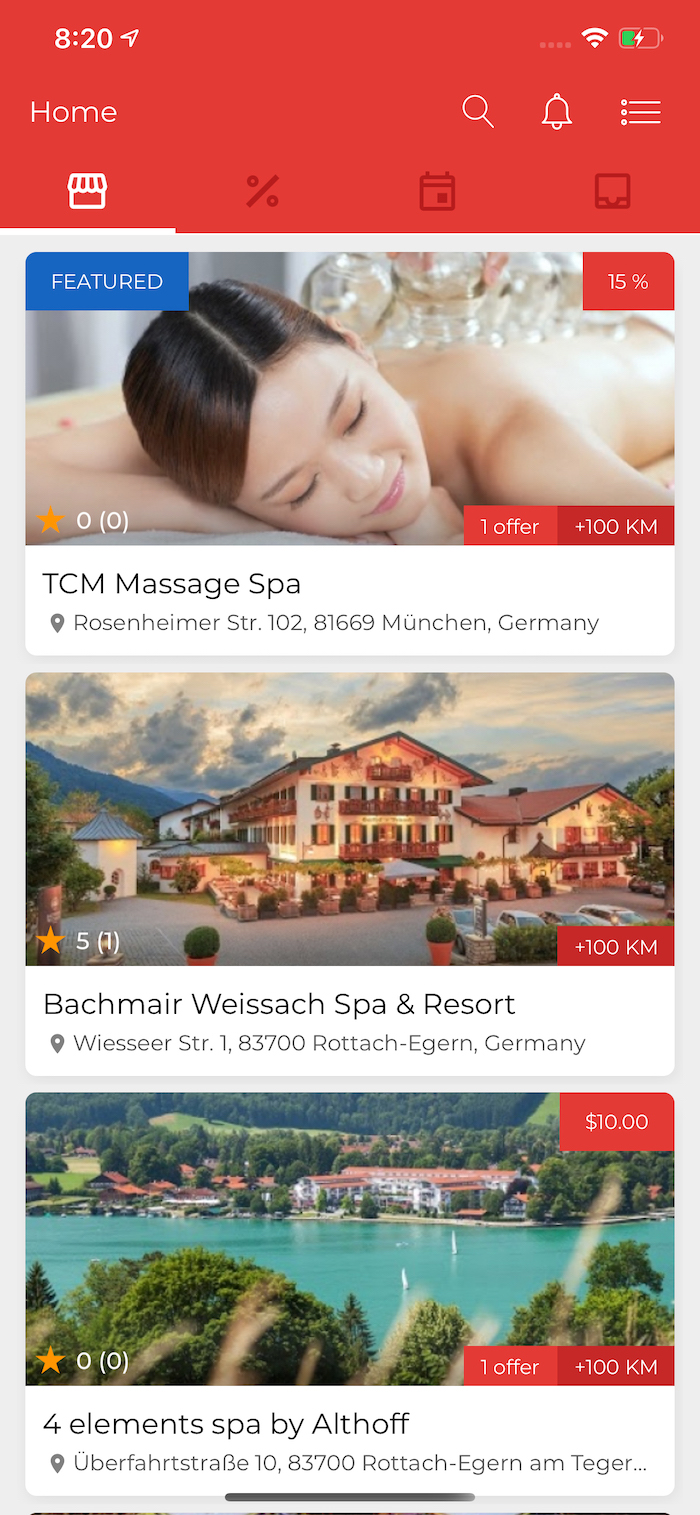 8:20
Home
FEATURED
15 %
0 (0)
1 offer
+100 KM
TCM Massage Spa
Rosenheimer Str. 102, 81669 München, Germany
5 (1)
+100 KM
Bachmair Weissach Spa & Resort
Wiesseer Str. 1, 83700 Rottach-Egern, Germany
$10.00
0 (0)
1 offer
+100 KM
4 elements spa by Althoff
Überfahrtstraße 10, 83700 Rottach-Egern am Teger...